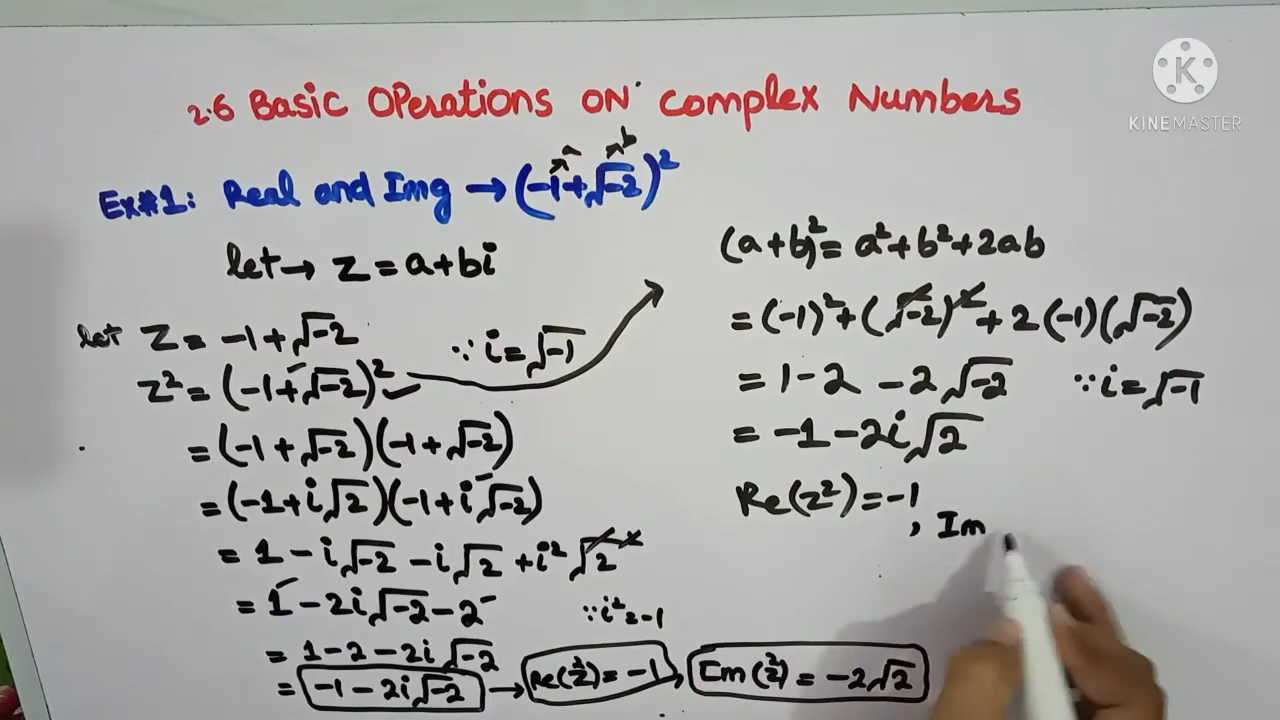 2.6 Basic Operations on Complex Numbers
KINEMASTER
Ex#1: Real and Img → (-1+√-2)²
a b
let → z = a+bi
let z = -1+√-2
∵ i = √-1
z² = (-1+√-2)²
= (-1+√-2)(-1+√-2)
= (-1+i√2)(-1+i√-2)
= 1 - i√-2 - i√2 + i²√2²
= 1 - 2i√-2 - 2
∵ i² = -1
= 1-2-2i√-2
= -1-2i√-2 → Re(z²) = -1, Im(z²) = -2√2
(a+b)² = a²+b²+2ab
= (-1)²+(√-2)²+2(-1)(√-2)
= 1-2 -2√-2 ∵ i = √-1
= -1-2i√2
Re(z²) = -1
, Im